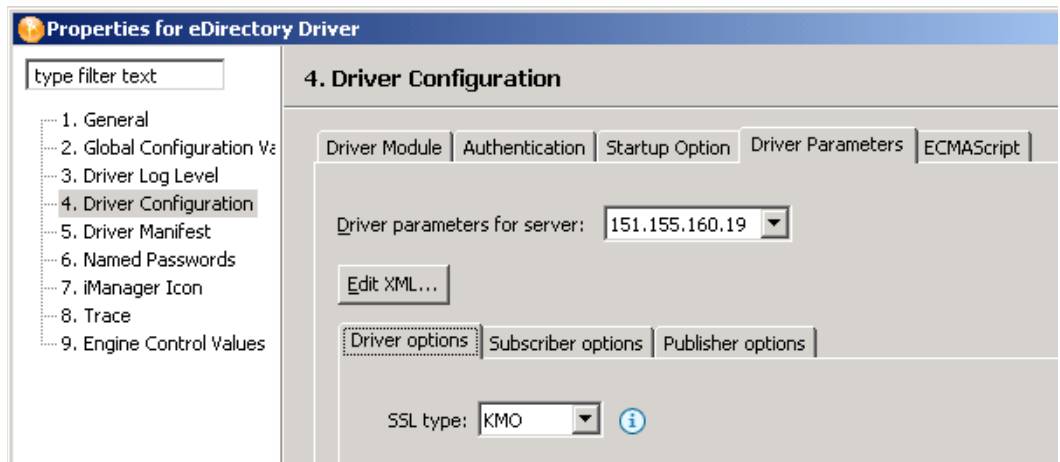 Properties for eDirectory Driver
type filter text
4. Driver Configuration
1. General
2. Global Configuration Va
3. Driver Log Level
4. Driver Configuration
5. Driver Manifest
6. Named Passwords
7. iManager Icon
8. Trace
9. Engine Control Values
Driver Module Authentication Startup Option Driver Parameters ECMAScript
Driver parameters for server: 151.155.160.19
Edit XML...
Driver options Subscriber options Publisher options
SSL type: KMO